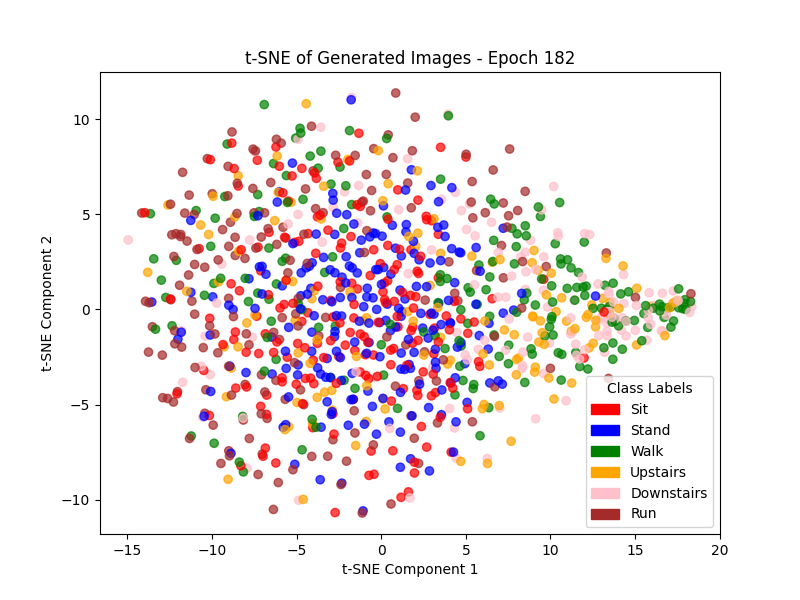 t-SNE of Generated Images - Epoch 182
t-SNE Component 2
10
5
0
−5
−10
−15
−10
−5
0
5
10
15
20
t-SNE Component 1
Class Labels
Sit
Stand
Walk
Upstairs
Downstairs
Run